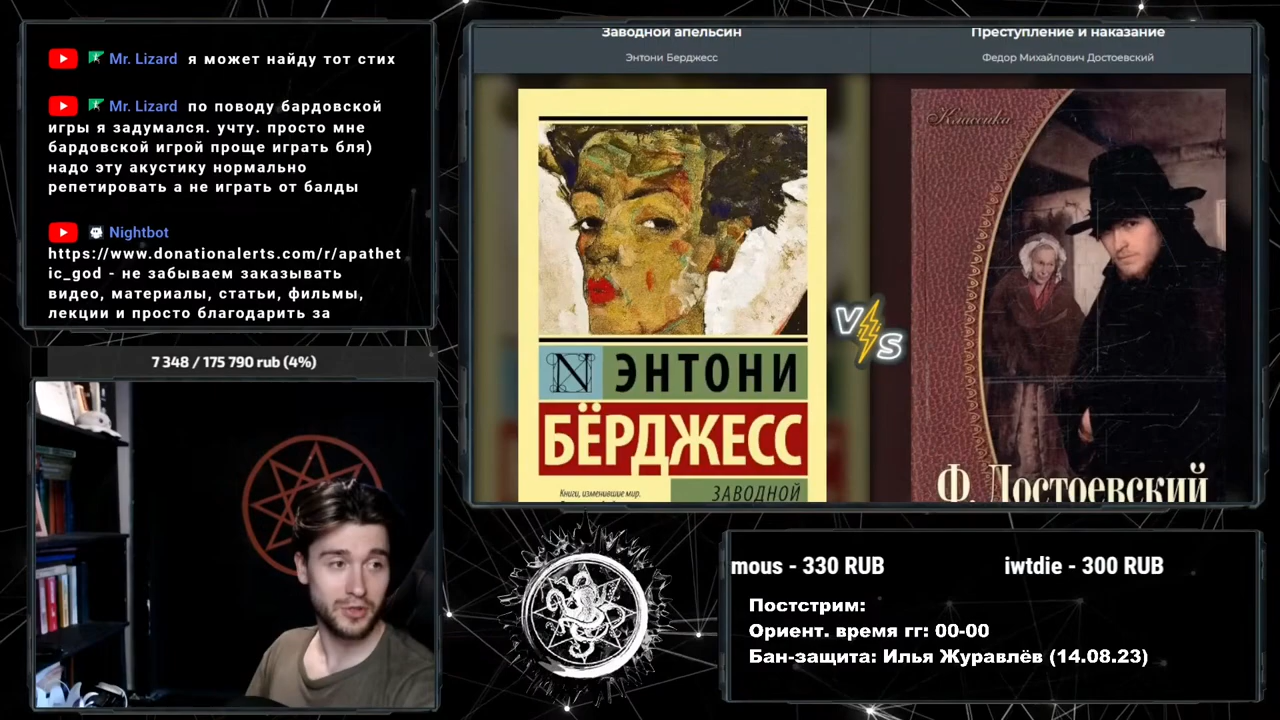 Mr. Lizard я может найду тот стих
Mr. Lizard по поводу бардовской
игры я задумался. учту. просто мне
бардовской игрой проще играть бля)
надо эту акустику нормально
репетировать а не играть от балды
Nightbot
https://www.donationalerts.com/r/apathet
ic_god - не забываем заказывать
видео, материалы, статьи, фильмы,
лекции и просто благодарить за
7 348 / 175 790 rub (4%)
Заводной апельсин
Энтони Берджесс
Преступление и наказание
Федор Михайлович Достоевский
N ЭНТОНИ
БЁРДЖЕСС
Книги, изменившие мир.
ЗАВОДНОЙ
VS
Классика
Ф. Достоевский
mous - 330 RUB
iwtdie - 300 RUB
Постстрим:
Ориент. время гг: 00-00
Бан-защита: Илья Журавлёв (14.08.23)